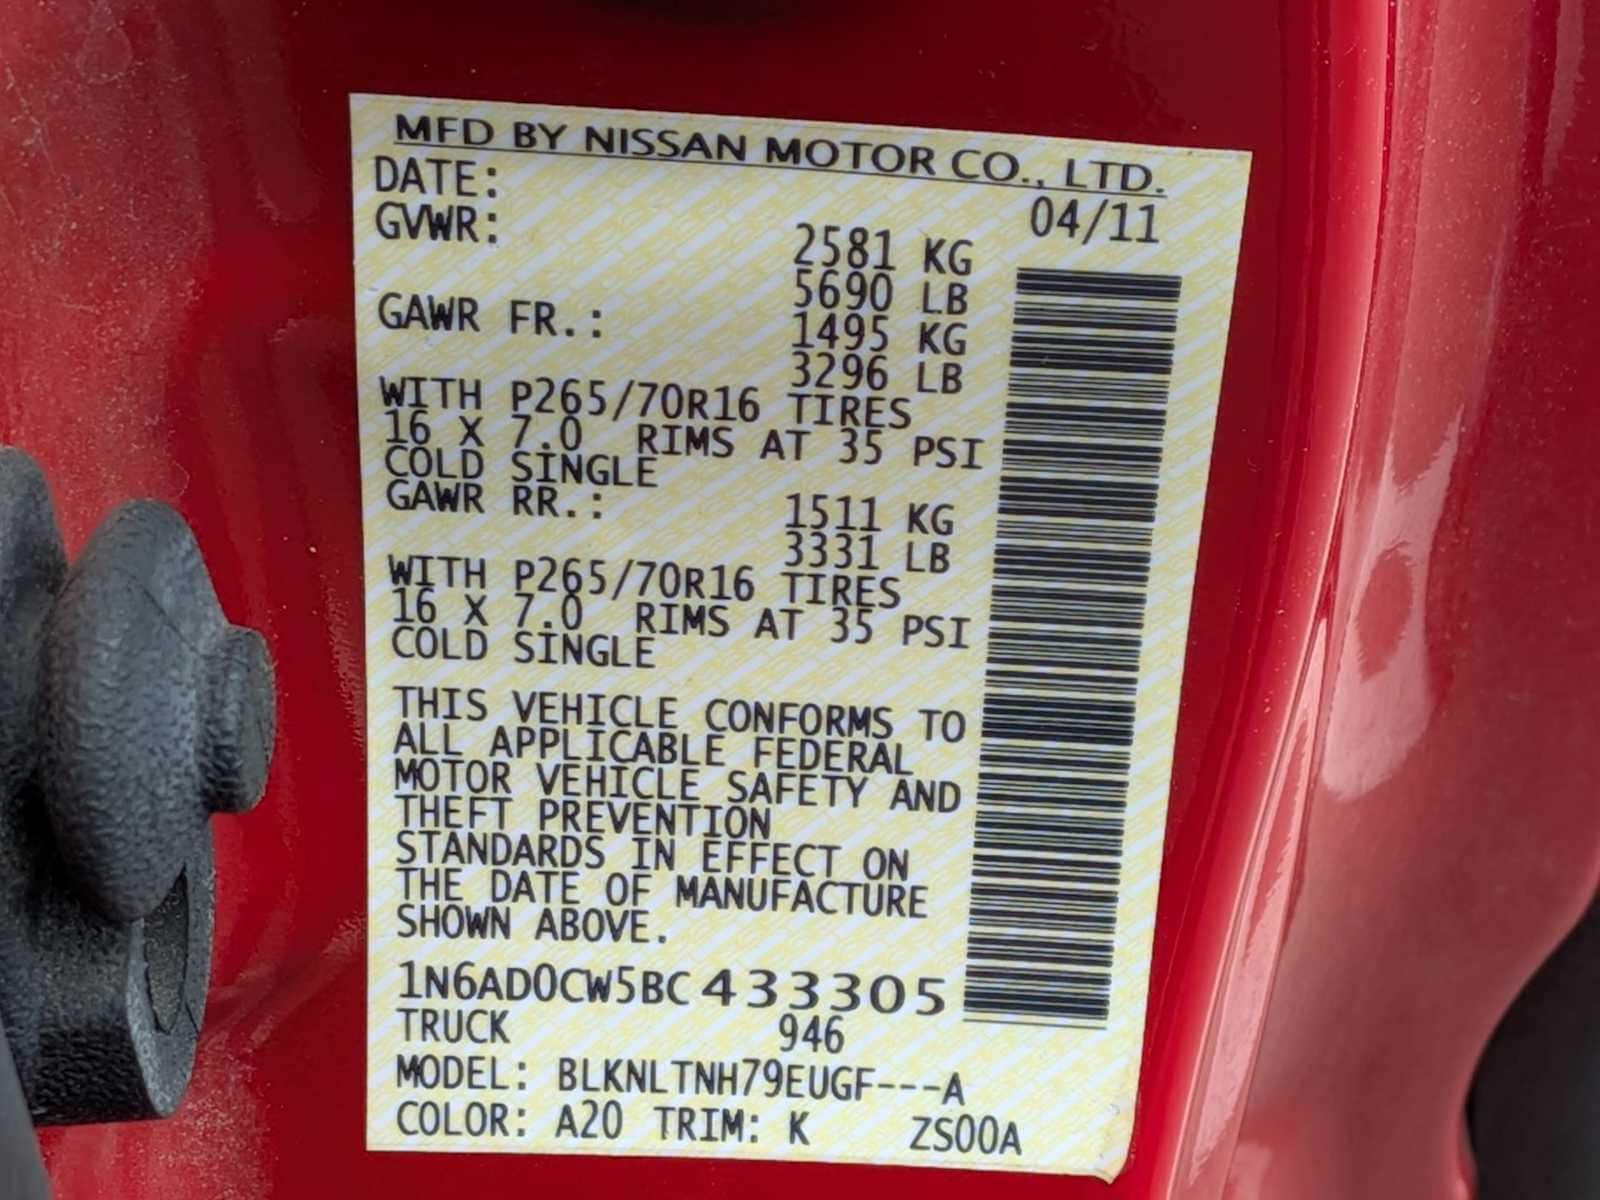 MFD BY NISSAN MOTOR CO., LTD.
DATE: 04/11
GVWR: 2581 KG
5690 LB
GAWR FR.: 1495 KG
3296 LB
WITH P265/70R16 TIRES
16 X 7.0 RIMS AT 35 PSI
COLD SINGLE
GAWR RR.: 1511 KG
3331 LB
WITH P265/70R16 TIRES
16 X 7.0 RIMS AT 35 PSI
COLD SINGLE
THIS VEHICLE CONFORMS TO
ALL APPLICABLE FEDERAL
MOTOR VEHICLE SAFETY AND
THEFT PREVENTION
STANDARDS IN EFFECT ON
THE DATE OF MANUFACTURE
SHOWN ABOVE.
1N6AD0CW5BC433305
TRUCK 946
MODEL: BLKNLTNH79EUGF---A
COLOR: A20 TRIM: K ZS00A